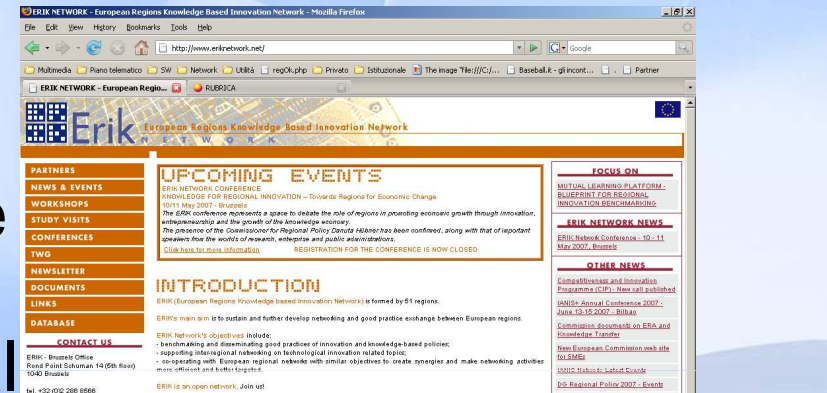 ERIK NETWORK - European Regions Knowledge Based Innovation Network - Mozilla Firefox
File Edit View History Bookmarks Tools Help
http://www.eriknetwork.net/
Google
Multimedia Piano telematico SW Network Utilità regOk.php Privato Istituzionale The image "file:///C:/... Baseball.it - gli incont... . Partner
ERIK NETWORK - European Regio... RUBRICA
Erik
European Regions Knowledge Based Innovation Network
NETWORK
PARTNERS
NEWS & EVENTS
WORKSHOPS
STUDY VISITS
CONFERENCES
TWG
NEWSLETTER
DOCUMENTS
LINKS
DATABASE
CONTACT US
ERIK - Brussels Office
Rond Point Schuman 14 (5th floor)
1040 Brussels
tel. +32 (0)2 286 8566
UPCOMING EVENTS
ERIK NETWORK CONFERENCE
KNOWLEDGE FOR REGIONAL INNOVATION – Towards Regions for Economic Change
10/11 May 2007 - Brussels
The ERIK conference represents a space to debate the role of regions in promoting economic growth through innovation,
entrepreneurship and the growth of the knowledge economy.
The presence of the Commissioner for Regional Policy Danuta Hübner has been confirmed, along with that of important
speakers from the worlds of research, enterprise and public administrations.
Click here for more information REGISTRATION FOR THE CONFERENCE IS NOW CLOSED
INTRODUCTION
ERIK (European Regions Knowledge based Innovation Network) is formed by 51 regions.
ERIK's main aim is to sustain and further develop networking and good practice exchange between European regions.
ERIK Network's objectives include:
- benchmarking and disseminating good practices of innovation and knowledge-based policies;
- supporting inter-regional networking on technological innovation related topics;
- co-operating with European regional networks with similar objectives to create synergies and make networking activities
more efficient and better targeted.
ERIK is an open network. Join us!
FOCUS ON
MUTUAL LEARNING PLATFORM -
BLUEPRINT FOR REGIONAL
INNOVATION BENCHMARKING
ERIK NETWORK NEWS
ERIK Network Conference - 10 - 11
May 2007, Brussels
OTHER NEWS
Competitiveness and Innovation
Programme (CIP) - New call published
IANIS+ Annual Conference 2007 -
June 13-15 2007 - Bilbao
Commission documents on ERA and
Knowledge Transfer
New European Commission web site
for SMEs
IANIS Network Latest Events
DG Regional Policy 2007 - Events